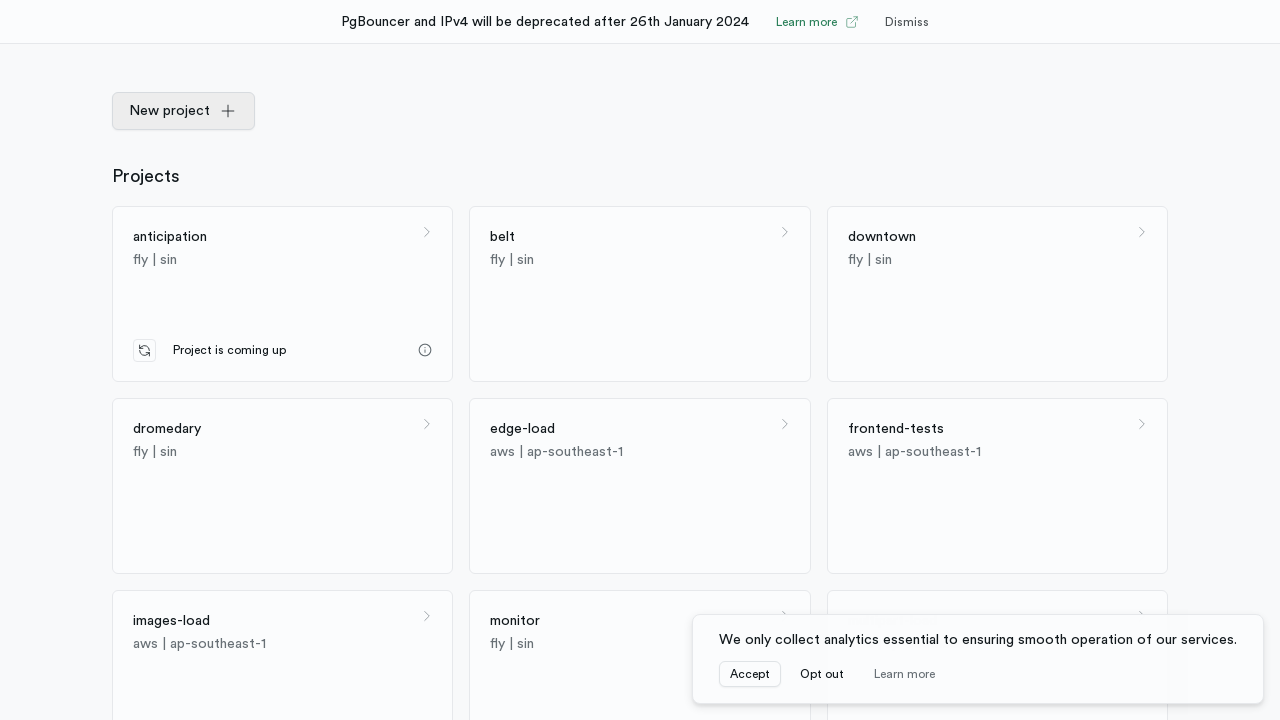 PgBouncer and IPv4 will be deprecated after 26th January 2024 Learn more Dismiss
New project
Projects
anticipation
fly | sin
Project is coming up
belt
fly | sin
downtown
fly | sin
dromedary
fly | sin
edge-load
aws | ap-southeast-1
frontend-tests
aws | ap-southeast-1
images-load
aws | ap-southeast-1
monitor
fly | sin
We only collect analytics essential to ensuring smooth operation of our services.
Accept Opt out Learn more